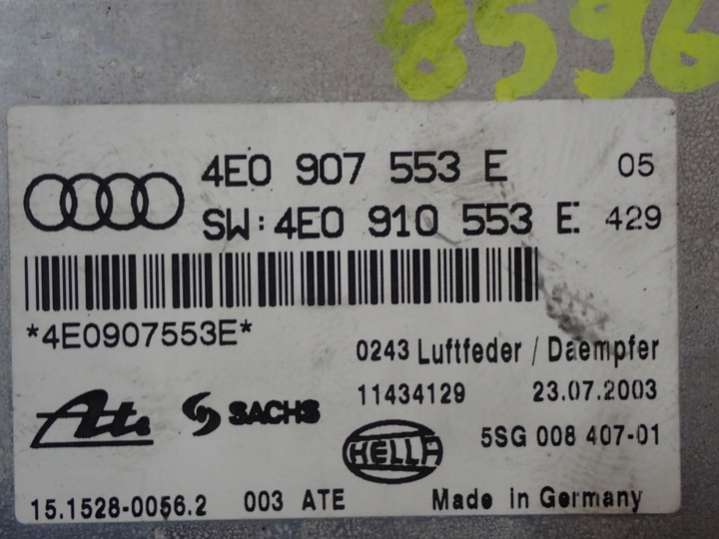 8596
4E0 907 553 E 05
SW: 4E0 910 553 E 429
*4E0907553E*
0243 Luftfeder / Daempfer
11434129 23.07.2003
Ate SACHS HELLA 5SG 008 407-01
15.1528-0056.2 003 ATE Made in Germany